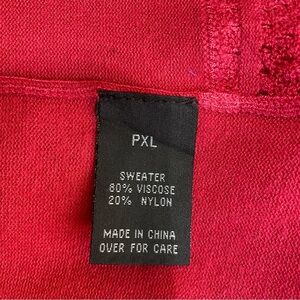 PXL
SWEATER
80% VISCOSE
20% NYLON
MADE IN CHINA
OVER FOR CARE